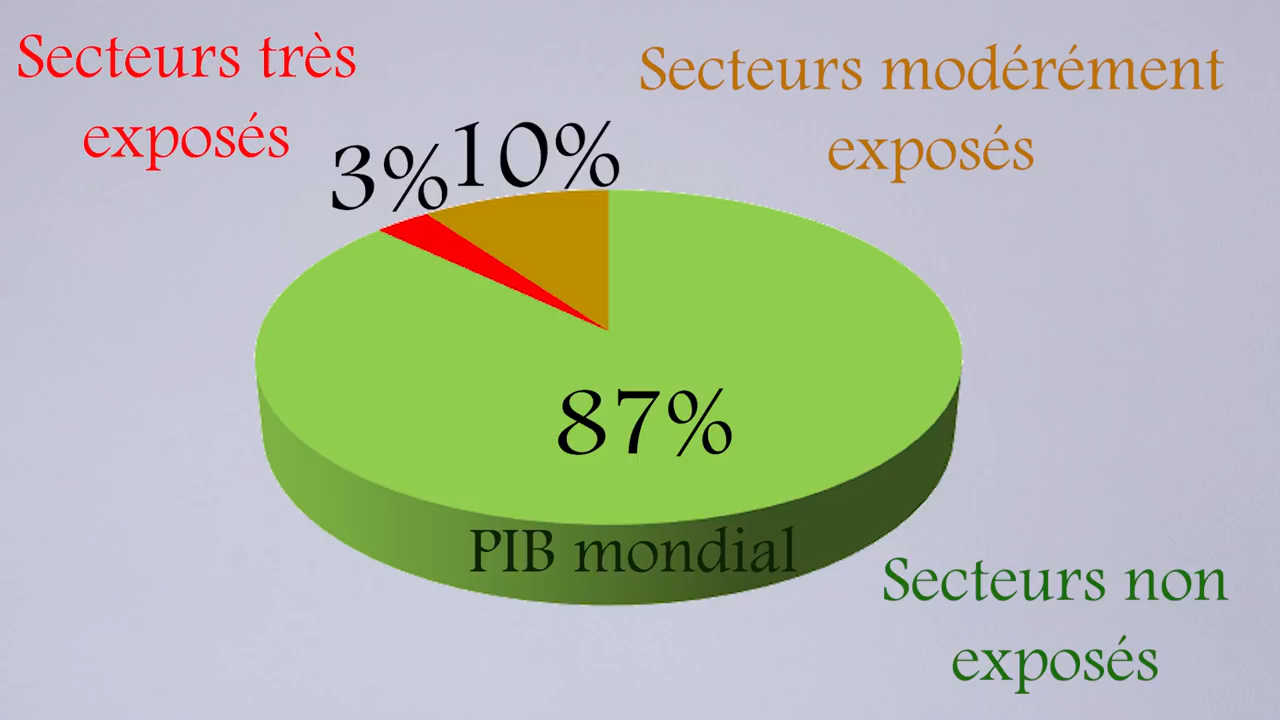 Secteurs très
exposés
Secteurs modérément
exposés
3%
10%
87%
PIB mondial
Secteurs non
exposés